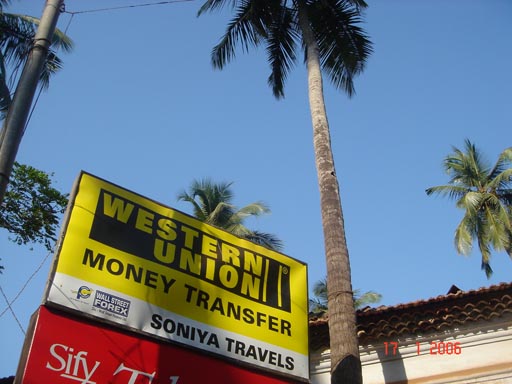 WESTERN
UNION
MONEY TRANSFER
WALL STREET
FOREX
SONIYA TRAVELS
Sify
17 1 2006